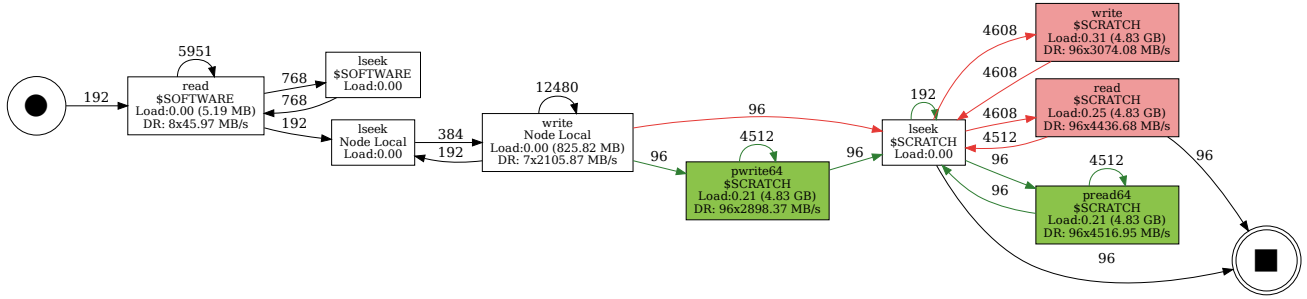 192
5951
read
$SOFTWARE
Load:0.00 (5.19 MB)
DR: 8x45.97 MB/s
768
768
192
lseek
$SOFTWARE
Load:0.00
lseek
Node Local
Load:0.00
384
192
12480
write
Node Local
Load:0.00 (825.82 MB)
DR: 7x2105.87 MB/s
96
96
4512
pwrite64
$SCRATCH
Load:0.21 (4.83 GB)
DR: 96x2898.37 MB/s
96
192
lseek
$SCRATCH
Load:0.00
4608
4608
4608
4512
96
96
write
$SCRATCH
Load:0.31 (4.83 GB)
DR: 96x3074.08 MB/s
read
$SCRATCH
Load:0.25 (4.83 GB)
DR: 96x4436.68 MB/s
4512
pread64
$SCRATCH
Load:0.21 (4.83 GB)
DR: 96x4516.95 MB/s
96
96